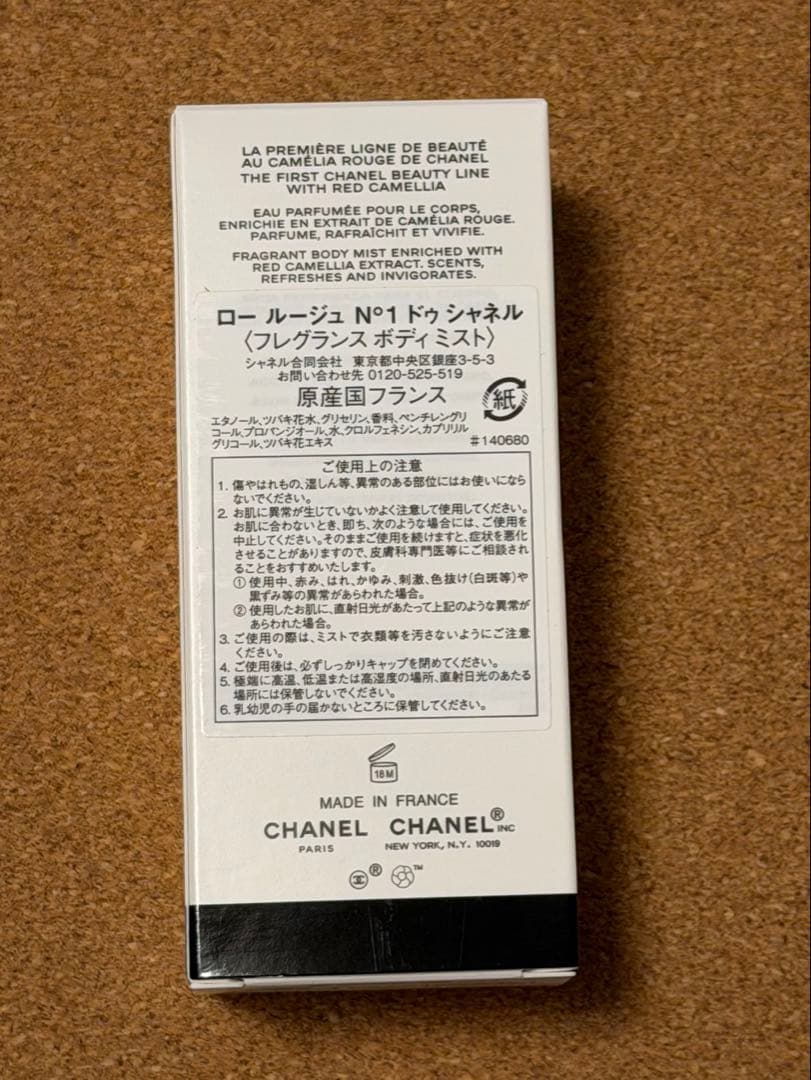 LA PREMIÈRE LIGNE DE BEAUTÉ
AU CAMÉLIA ROUGE DE CHANEL
THE FIRST CHANEL BEAUTY LINE
WITH RED CAMELLIA
EAU PARFUMÉE POUR LE CORPS,
ENRICHIE EN EXTRAIT DE CAMÉLIA ROUGE.
PARFUME, RAFRAÎCHIT ET VIVIFIE.
FRAGRANT BODY MIST ENRICHED WITH
RED CAMELLIA EXTRACT. SCENTS,
REFRESHES AND INVIGORATES.
ロー ルージュ N°1 ドゥ シャネル
〈フレグランス ボディ ミスト〉
シャネル合同会社 東京都中央区銀座3-5-3
お問い合わせ先 0120-525-519
原産国フランス
紙
エタノール、ツバキ花水、グリセリン、香料、ペンチレングリ
コール、プロパンジオール、水、クロルフェネシン、カプリリル
グリコール、ツバキ花エキス
#140680
ご使用上の注意
1. 傷やはれもの、湿しん等、異常のある部位にはお使いになら
ないでください。
2. お肌に異常が生じていないかよく注意して使用してください。
お肌に合わないとき、即ち、次のような場合には、ご使用を
中止してください。そのままご使用を続けますと、症状を悪化
させることがありますので、皮膚科専門医等にご相談され
ることをおすすめいたします。
① 使用中、赤み、はれ、かゆみ、刺激、色抜け(白斑等)や
黒ずみ等の異常があらわれた場合。
② 使用したお肌に、直射日光があたって上記のような異常が
あらわれた場合。
3. ご使用の際は、ミストで衣類等を汚さないようにご注意
ください。
4. ご使用後は、必ずしっかりキャップを閉めてください。
5. 極端に高温、低温または高湿度の場所、直射日光のあたる
場所には保管しないでください。
6. 乳幼児の手の届かないところに保管してください。
18M
MADE IN FRANCE
CHANEL CHANEL® INC
PARIS NEW YORK, N.Y. 10019
® ™